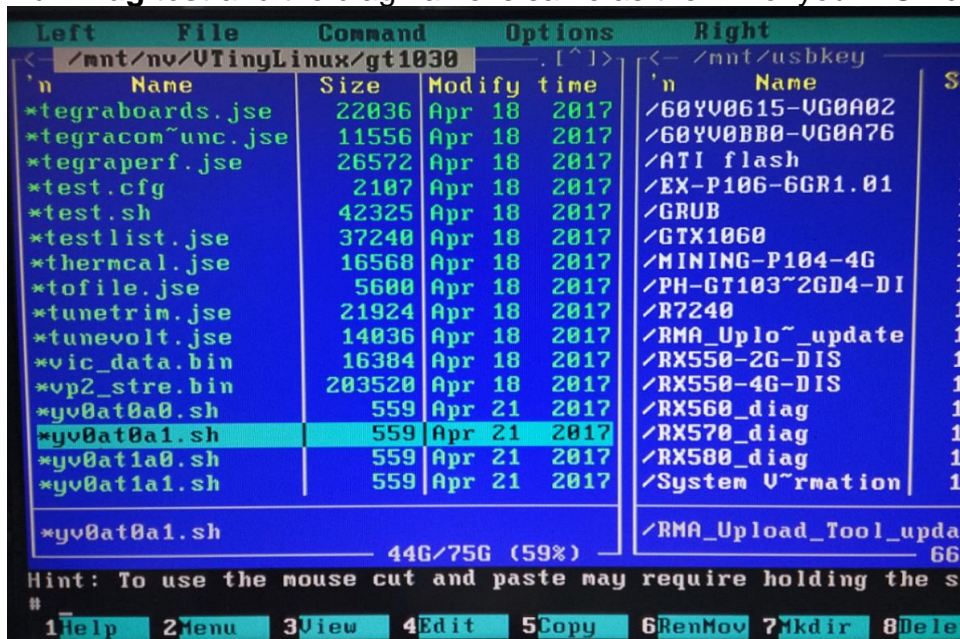 Left File Command Options Right
<- /mnt/nv/VTinyLinux/gt1030 .[^]>
'n Name Size Modify time
*tegraboards.jse 22036 Apr 18 2017
*tegracom~unc.jse 11556 Apr 18 2017
*tegraperf.jse 26572 Apr 18 2017
*test.cfg 2107 Apr 18 2017
*test.sh 42325 Apr 18 2017
*testlist.jse 37240 Apr 18 2017
*thermcal.jse 16568 Apr 18 2017
*tofile.jse 5600 Apr 18 2017
*tunetrim.jse 21924 Apr 18 2017
*tunevolt.jse 14036 Apr 18 2017
*vic_data.bin 16384 Apr 18 2017
*vp2_stre.bin 203520 Apr 18 2017
*yv0at0a0.sh 559 Apr 21 2017
*yv0at0a1.sh 559 Apr 21 2017
*yv0at1a0.sh 559 Apr 21 2017
*yv0at1a1.sh 559 Apr 21 2017
*yv0at0a1.sh
44G/75G (59%)
<- /mnt/usbkey
'n Name S
/60YV0615-VG0A02
/60YV0BB0-VG0A76
/ATI flash
/EX-P106-6GR1.01
/GRUB
/GTX1060
/MINING-P104-4G
/PH-GT103~2GD4-DI
/R7240
/RMA_Uplo~_update
/RX550-2G-DIS
/RX550-4G-DIS
/RX560_diag
/RX570_diag
/RX580_diag
/System V~rmation
/RMA_Upload_Tool_upda
66
Hint: To use the mouse cut and paste may require holding the s
#
1Help 2Menu 3View 4Edit 5Copy 6RenMov 7Mkdir 8Dele